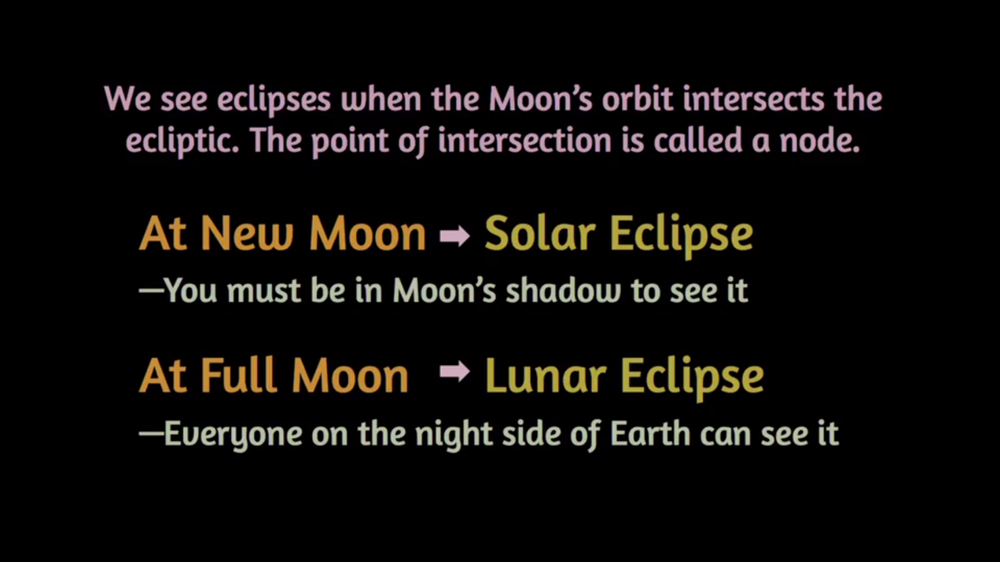 We see eclipses when the Moon’s orbit intersects the
ecliptic. The point of intersection is called a node.
At New Moon ➡ Solar Eclipse
—You must be in Moon’s shadow to see it
At Full Moon ➡ Lunar Eclipse
—Everyone on the night side of Earth can see it